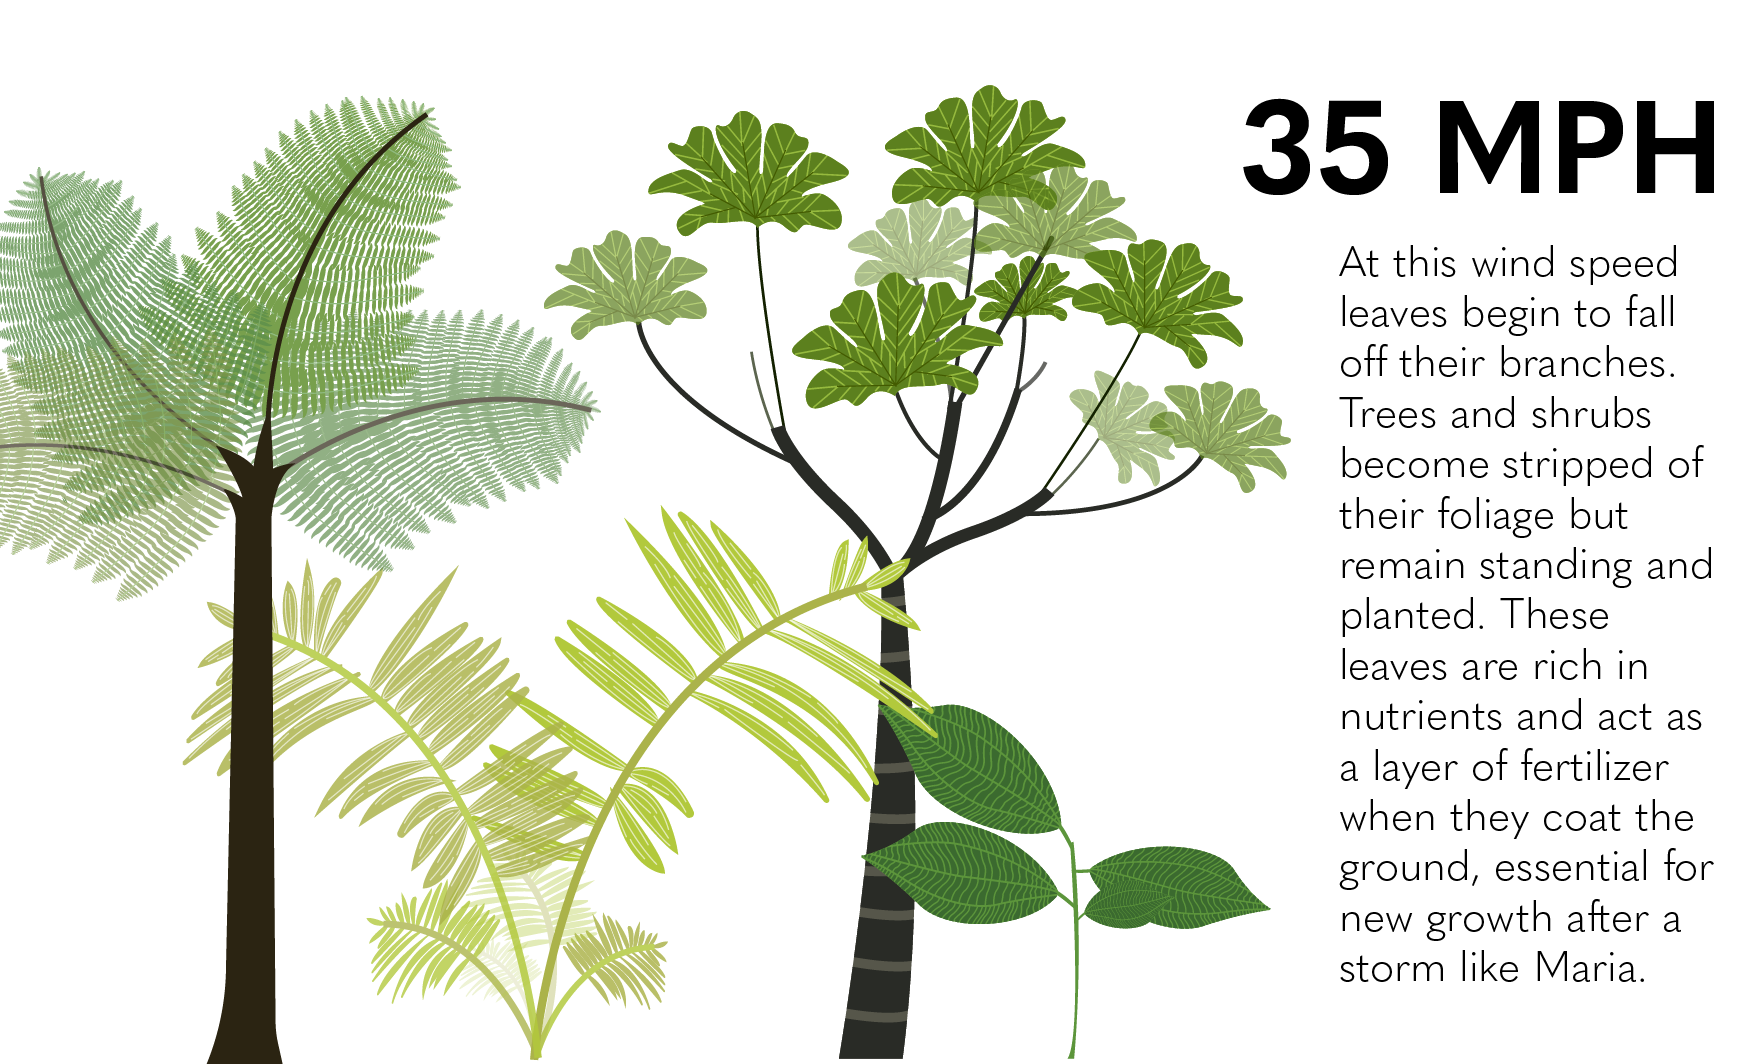 35 MPH
At this wind speed
leaves begin to fall
off their branches.
Trees and shrubs
become stripped of
their foliage but
remain standing and
planted. These
leaves are rich in
nutrients and act as
a layer of fertilizer
when they coat the
ground, essential for
new growth after a
storm like Maria.